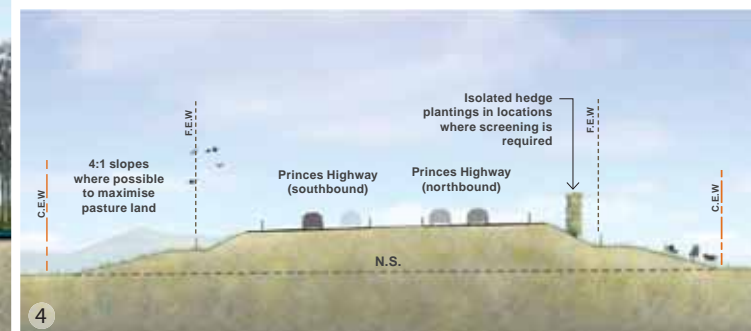 Isolated hedge
plantings in locations
where screening is
required
F.E.W
F.E.W
4:1 slopes
where possible
to maximise
pasture land
Princes Highway
(southbound)
Princes Highway
(northbound)
C.E.W
C.E.W
N.S.
4